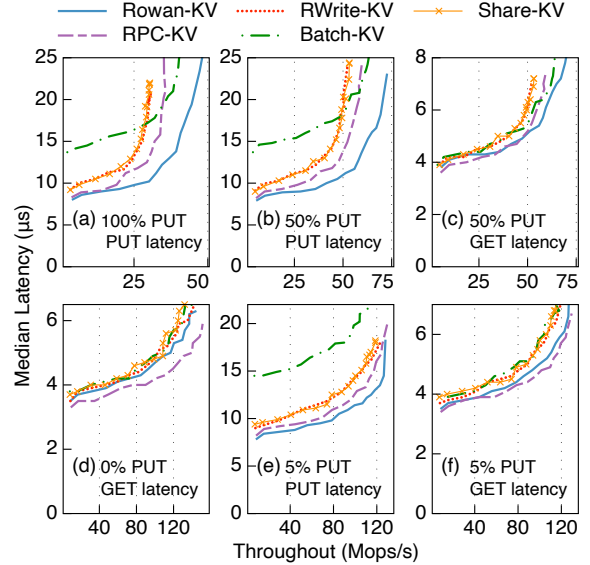 Rowan-KV RWrite-KV Share-KV
RPC-KV Batch-KV
Median Latency (μs)
25
20
15
10
5
0
(a) 100% PUT
PUT latency
25 50
25
20
15
10
5
0
(b) 50% PUT
PUT latency
25 50 75
8
6
4
2
0
(c) 50% PUT
GET latency
25 50 75
6
4
2
0
(d) 0% PUT
GET latency
40 80 120
20
15
10
5
0
(e) 5% PUT
PUT latency
40 80 120
6
4
2
0
(f) 5% PUT
GET latency
40 80 120
Throughout (Mops/s)